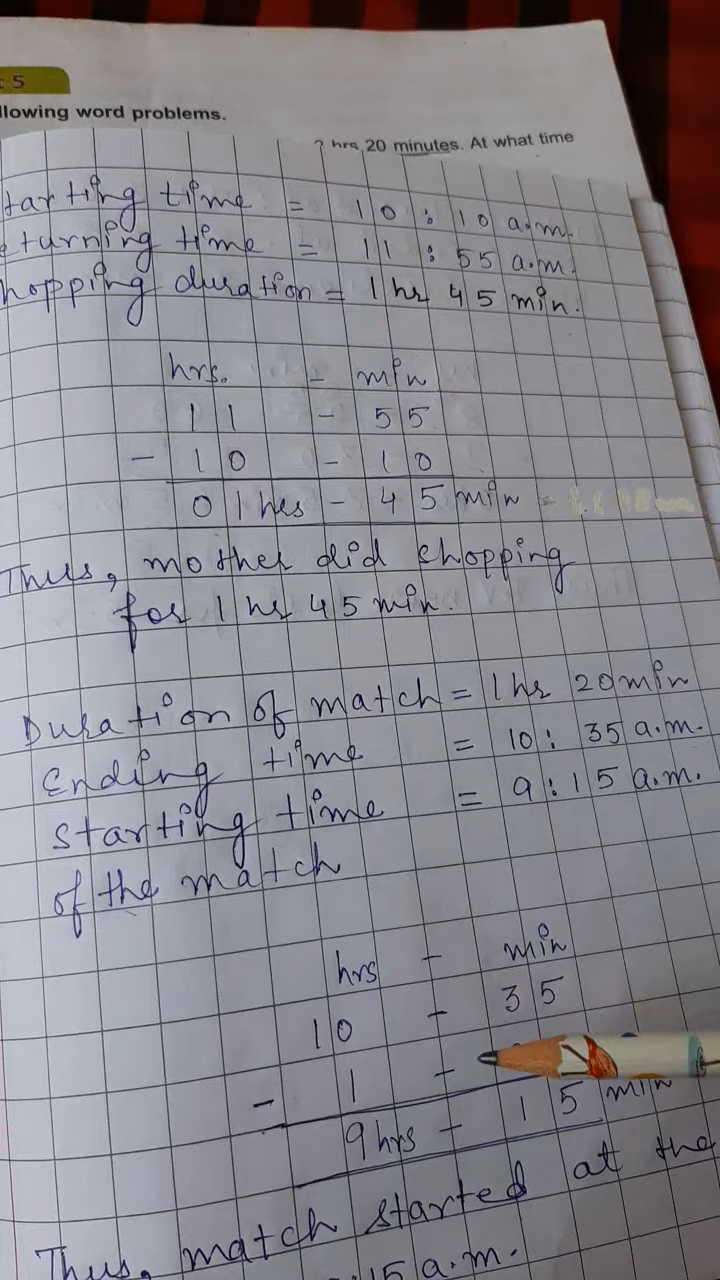 : 5
llowing word problems.
hrs 20 minutes. At what time
tarting time = 10 : 10 a.m.
eturning time = 11 : 55 a.m.
hopping duration = 1 hr 45 min.
hrs. - min
11 - 55
- 10 - 10
01 hrs - 45 min
Thus, mother did shopping
for 1 hr 45 min.
Duration of match = 1 hr 20 min
Ending time = 10 : 35 a.m.
Starting time = 9 : 15 a.m.
of the match
hrs - min
10 - 35
- 1 -
9 hrs - 15 min
Thus, match started at the
15 a.m.